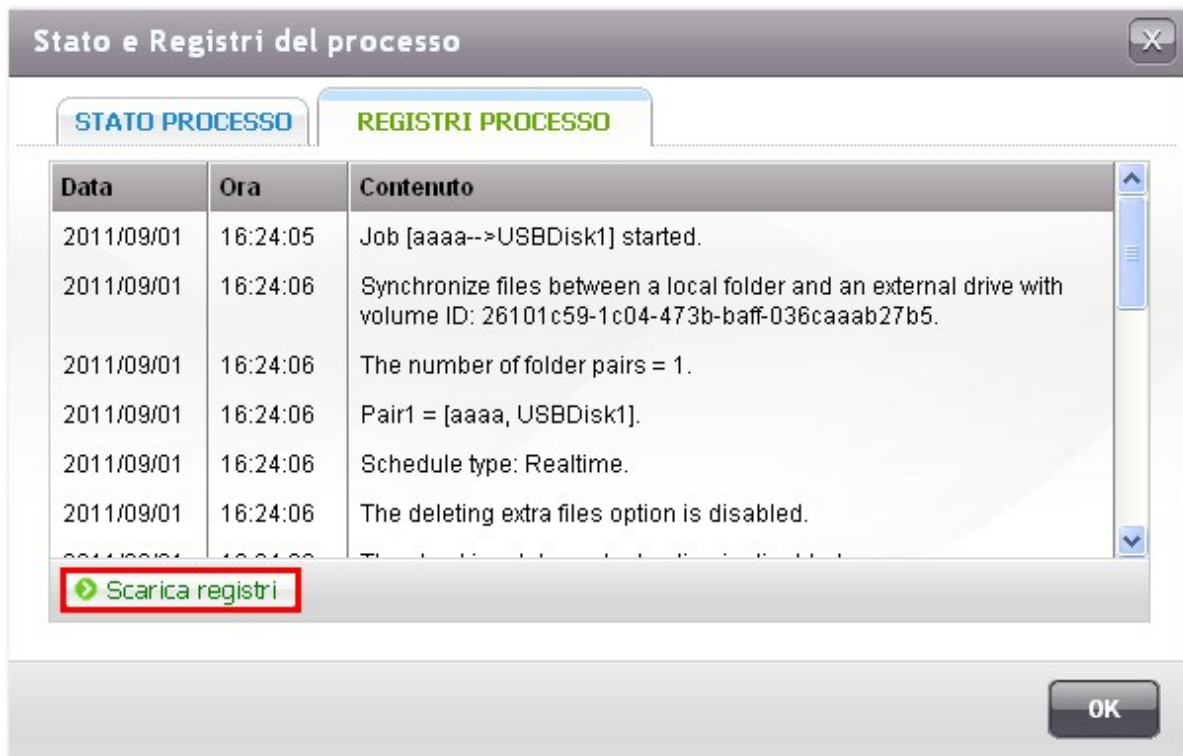 Stato e Registri del processo
X
STATO PROCESSO REGISTRI PROCESSO
Data Ora Contenuto
2011/09/01 16:24:05 Job [aaaa-->USBDisk1] started.
2011/09/01 16:24:06 Synchronize files between a local folder and an external drive with
volume ID: 26101c59-1c04-473b-baff-036caaab27b5.
2011/09/01 16:24:06 The number of folder pairs = 1.
2011/09/01 16:24:06 Pair1 = [aaaa, USBDisk1].
2011/09/01 16:24:06 Schedule type: Realtime.
2011/09/01 16:24:06 The deleting extra files option is disabled.
Scarica registri
OK